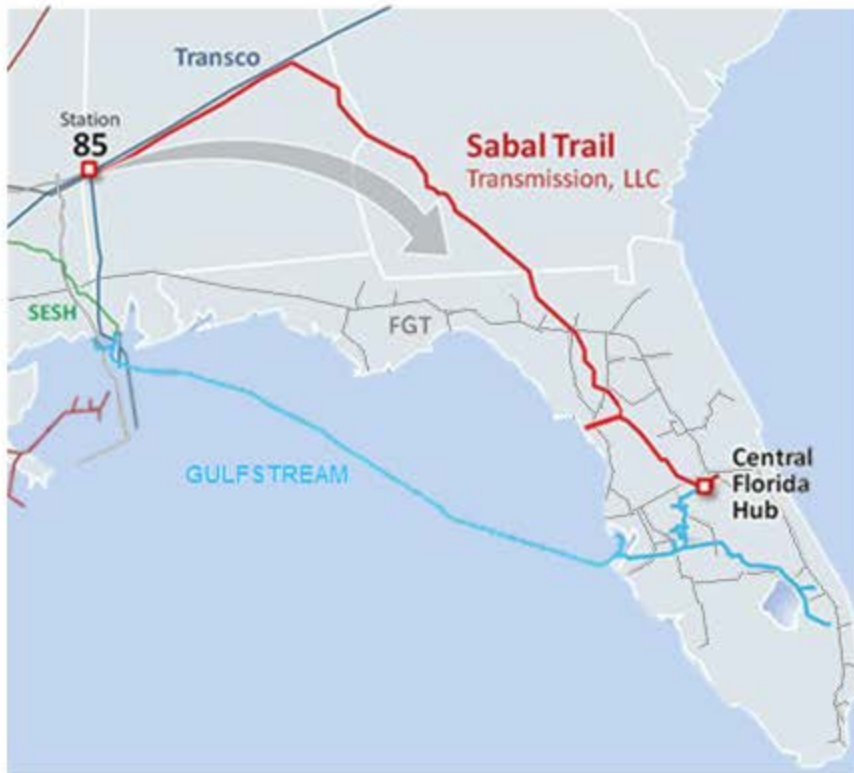 Transco
Station
85
Sabal Trail
Transmission, LLC
SESH
FGT
GULFSTREAM
Central
Florida
Hub